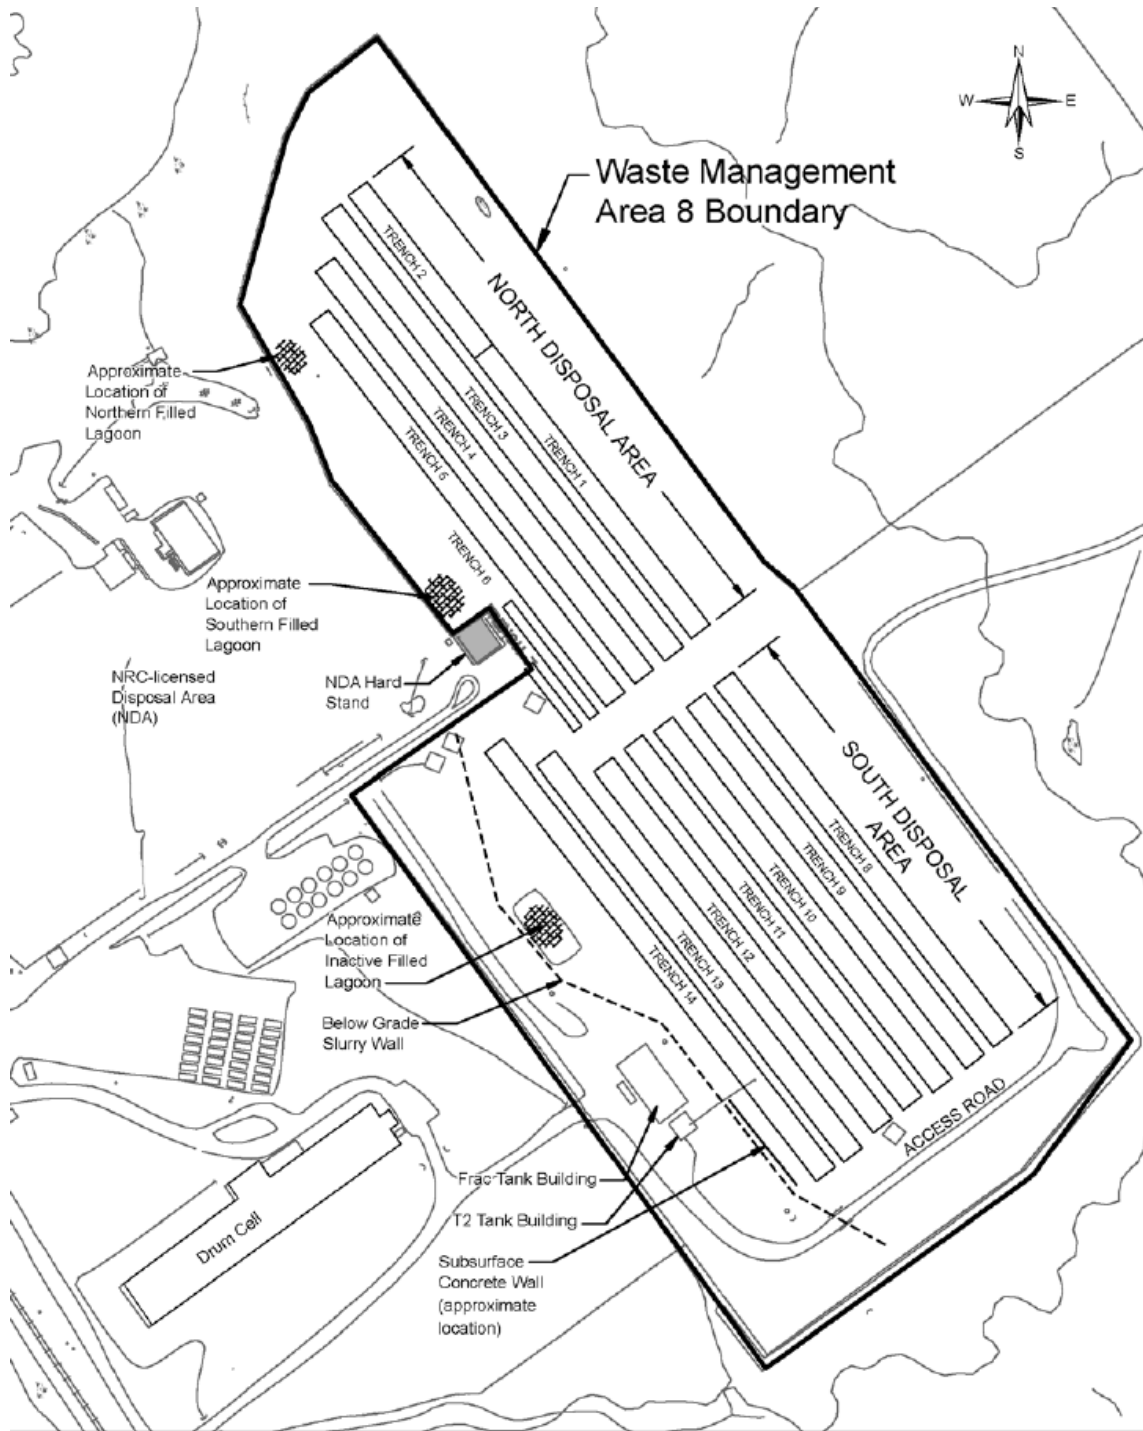 N
W
E
S
Waste Management
Area 8 Boundary
NORTH DISPOSAL AREA
TRENCH 2
TRENCH 3
TRENCH 1
TRENCH 4
TRENCH 5
TRENCH 6
Approximate
Location of
Northern Filled
Lagoon
Approximate
Location of
Southern Filled
Lagoon
NRC-licensed
Disposal Area
(NDA)
NDA Hard
Stand
SOUTH DISPOSAL
AREA
TRENCH 8
TRENCH 9
TRENCH 10
TRENCH 11
TRENCH 12
TRENCH 13
TRENCH 14
Approximate
Location of
Inactive Filled
Lagoon
Below Grade
Slurry Wall
ACCESS ROAD
Frac Tank Building
T2 Tank Building
Subsurface
Concrete Wall
(approximate
location)
Drum Cell